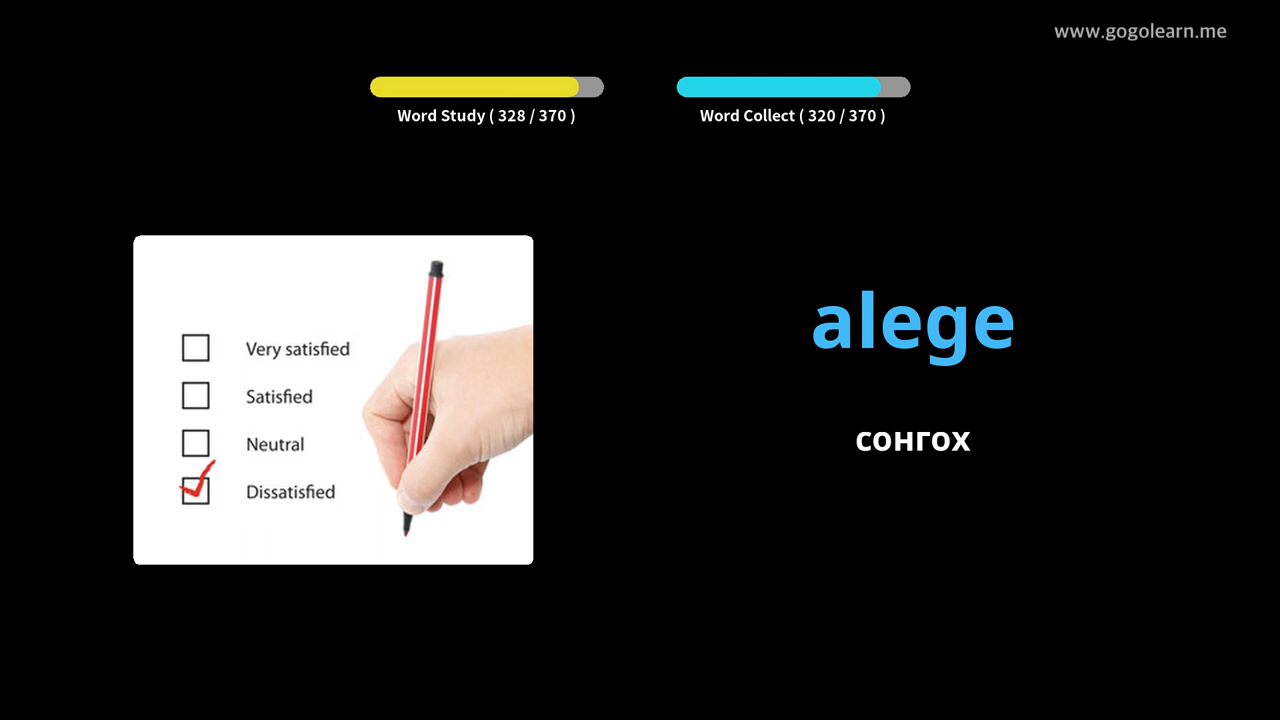 www.gogolearn.me
Word Study ( 328 / 370 )
Word Collect ( 320 / 370 )
Very satisfied
Satisfied
Neutral
Dissatisfied
alege
сонгох